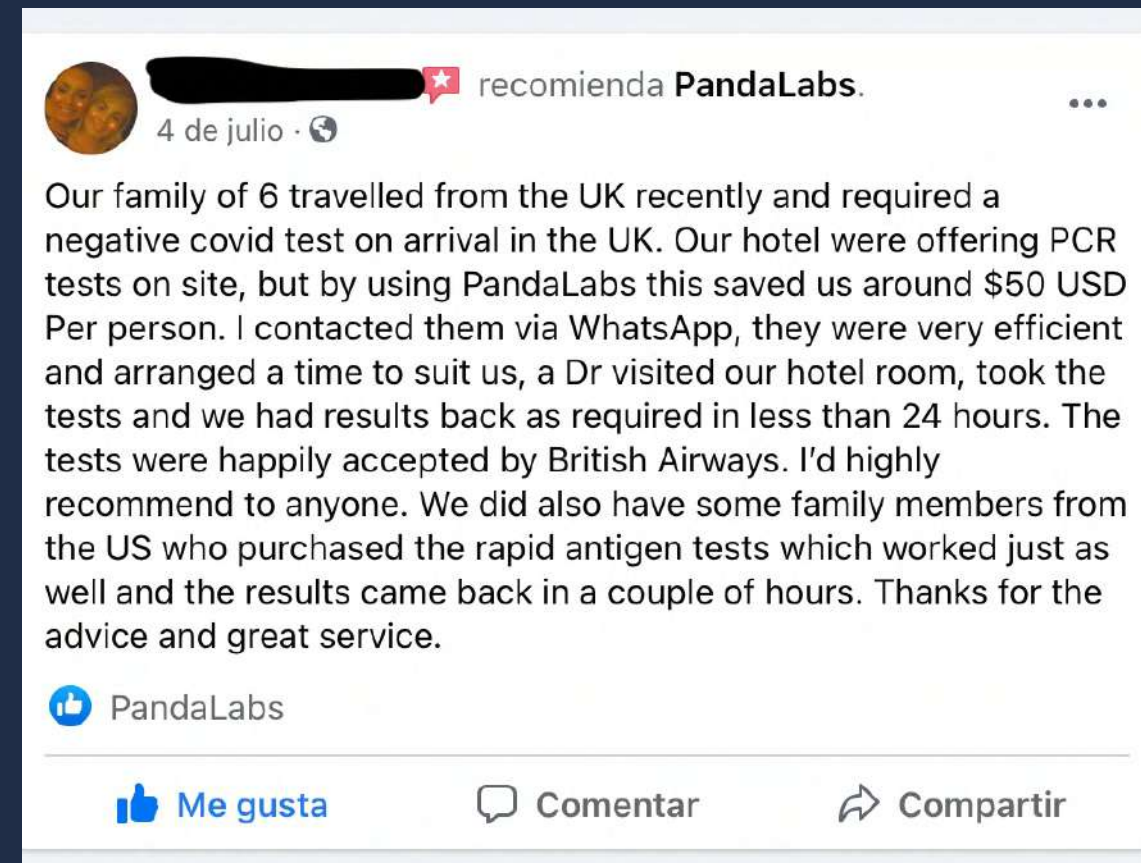 recomienda PandaLabs.
4 de julio ·
Our family of 6 travelled from the UK recently and required a
negative covid test on arrival in the UK. Our hotel were offering PCR
tests on site, but by using PandaLabs this saved us around $50 USD
Per person. I contacted them via WhatsApp, they were very efficient
and arranged a time to suit us, a Dr visited our hotel room, took the
tests and we had results back as required in less than 24 hours. The
tests were happily accepted by British Airways. I’d highly
recommend to anyone. We did also have some family members from
the US who purchased the rapid antigen tests which worked just as
well and the results came back in a couple of hours. Thanks for the
advice and great service.
PandaLabs
Me gusta Comentar Compartir